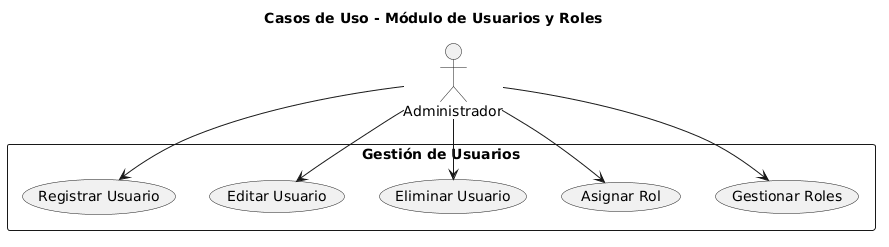 Casos de Uso - Módulo de Usuarios y Roles
Administrador
Gestión de Usuarios
Registrar Usuario
Editar Usuario
Eliminar Usuario
Asignar Rol
Gestionar Roles